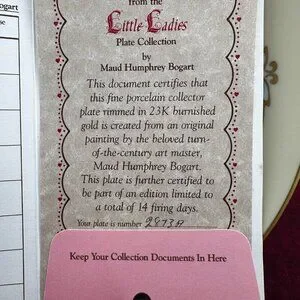 Bogart
from the
Little Ladies
Plate Collection
by
Maud Humphrey Bogart
This document certifies that
this fine porcelain collector
plate rimmed in 23K burnished
gold is created from an original
painting by the beloved turn-
of-the-century art master,
Maud Humphrey Bogart.
This plate is further certified to
be part of an edition limited to
a total of 14 firing days.
Your plate is number 2873A
Keep Your Collection Documents In Here